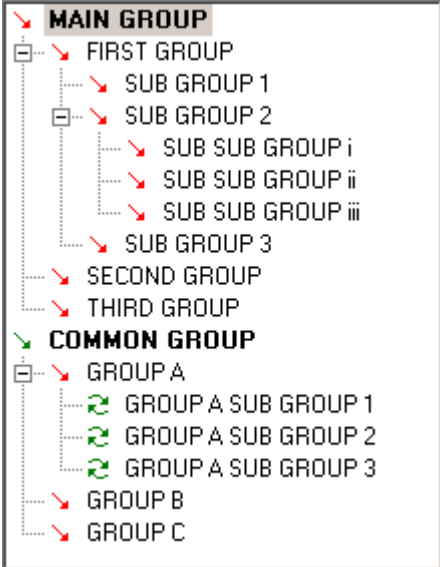 MAIN GROUP
FIRST GROUP
SUB GROUP 1
SUB GROUP 2
SUB SUB GROUP i
SUB SUB GROUP ii
SUB SUB GROUP iii
SUB GROUP 3
SECOND GROUP
THIRD GROUP
COMMON GROUP
GROUP A
GROUP A SUB GROUP 1
GROUP A SUB GROUP 2
GROUP A SUB GROUP 3
GROUP B
GROUP C